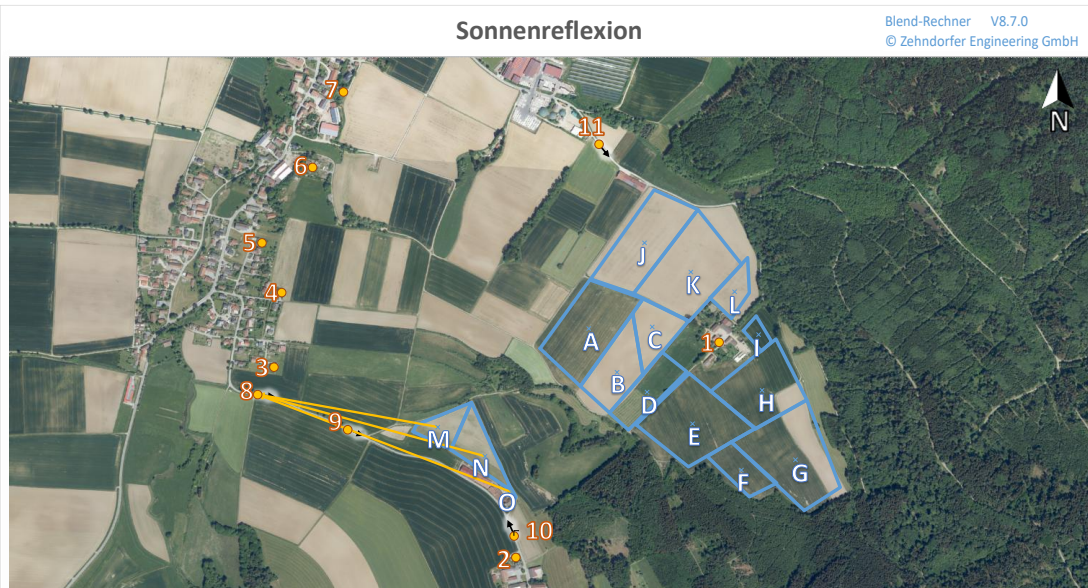 Sonnenreflexion
Blend-Rechner V8.7.0
© Zehndorfer Engineering GmbH
7
11
N
6
5
J
4
K
L
A
C
1
I
3
B
8
D
H
9
M
E
N
G
F
O
10
2